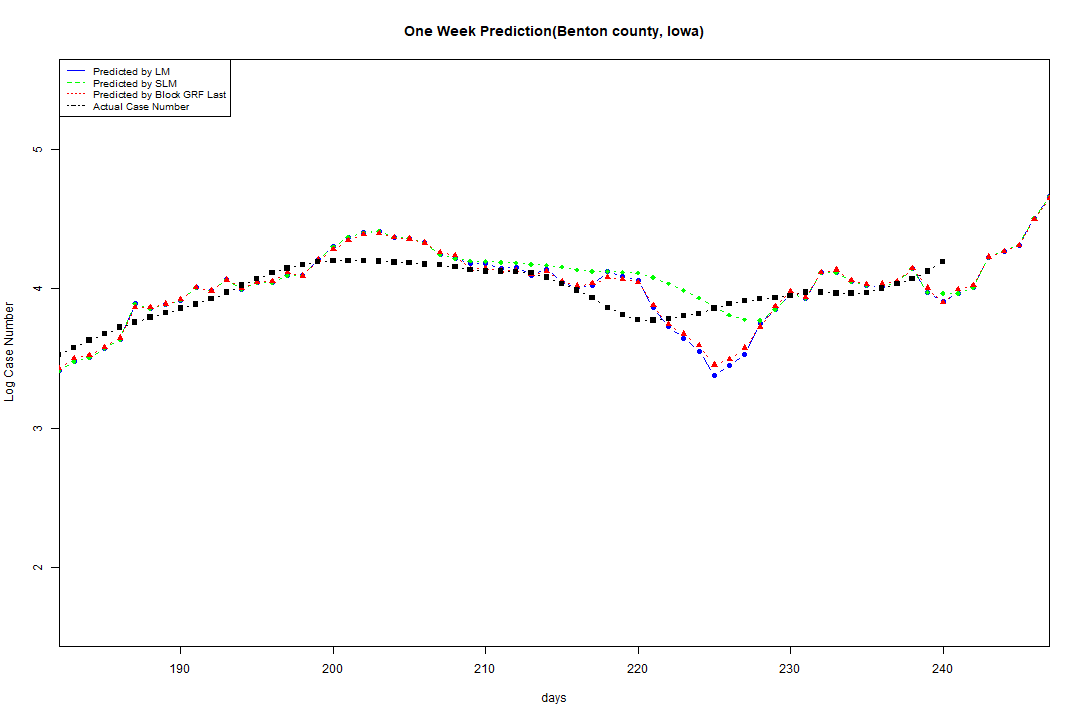 One Week Prediction(Benton county, Iowa)
Predicted by LM
Predicted by SLM
Predicted by Block GRF Last
Actual Case Number
5
4
3
2
Log Case Number
190 200 210 220 230 240
days